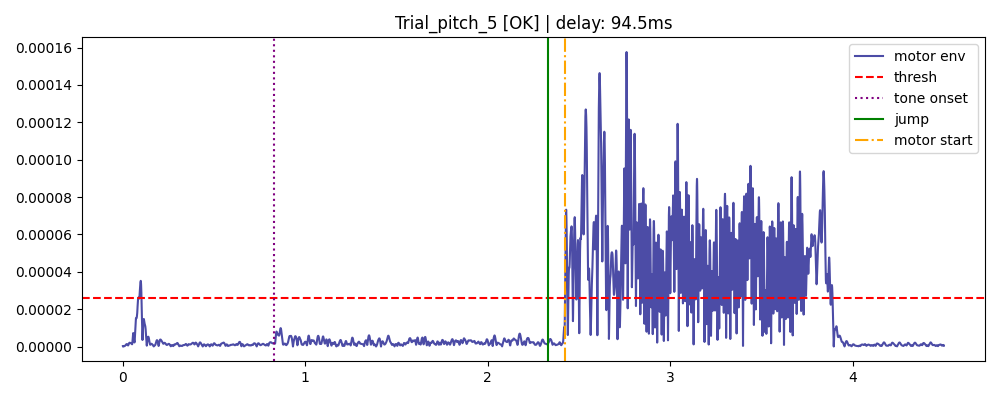 Trial_pitch_5 [OK] | delay: 94.5ms
0.00016
0.00014
0.00012
0.00010
0.00008
0.00006
0.00004
0.00002
0.00000
motor env
thresh
tone onset
jump
motor start
0 1 2 3 4